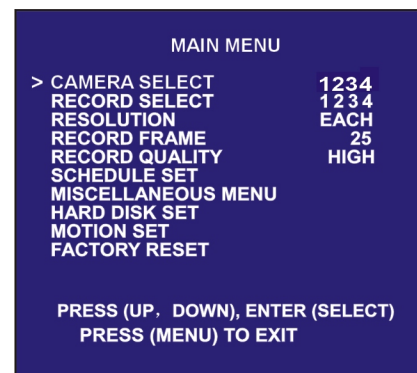 MAIN MENU
> CAMERA SELECT 1234
RECORD SELECT 1234
RESOLUTION EACH
RECORD FRAME 25
RECORD QUALITY HIGH
SCHEDULE SET
MISCELLANEOUS MENU
HARD DISK SET
MOTION SET
FACTORY RESET
PRESS (UP, DOWN), ENTER (SELECT)
PRESS (MENU) TO EXIT